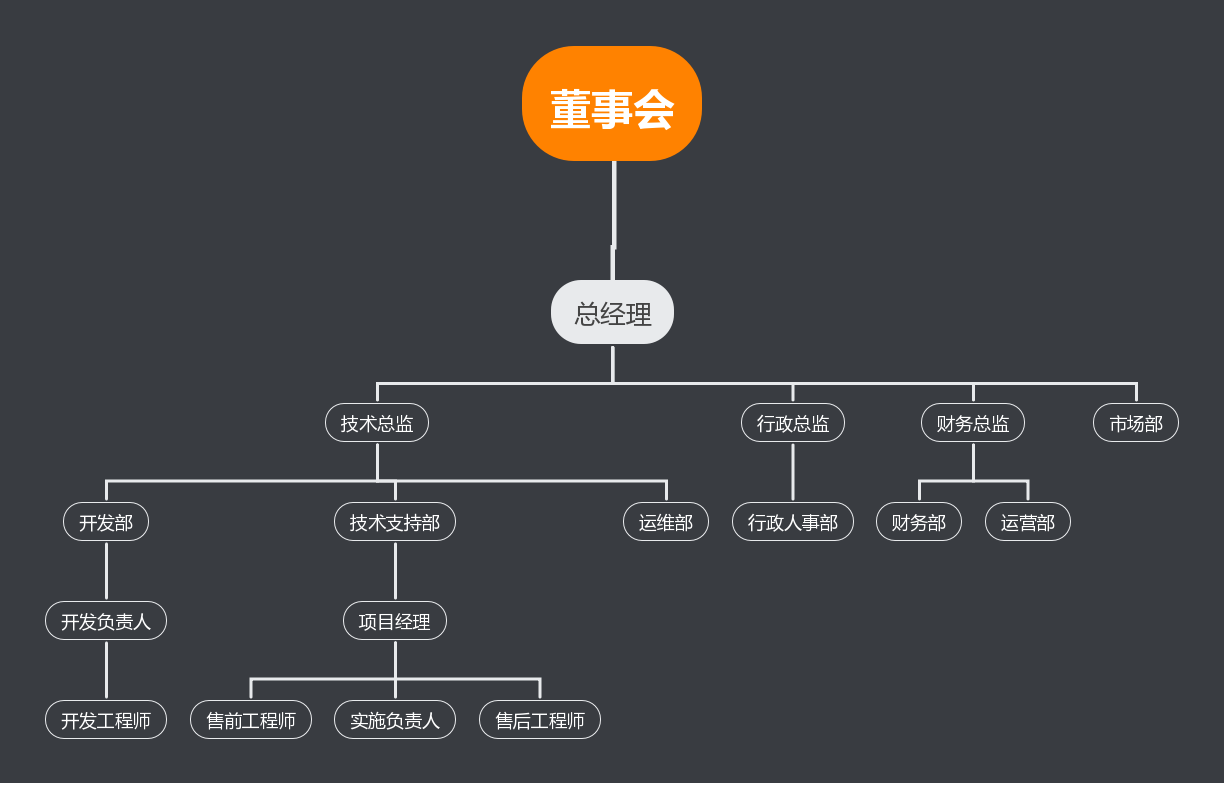 董事会
总经理
技术总监
行政总监
财务总监
市场部
开发部
技术支持部
运维部
行政人事部
财务部
运营部
开发负责人
项目经理
开发工程师
售前工程师
实施负责人
售后工程师